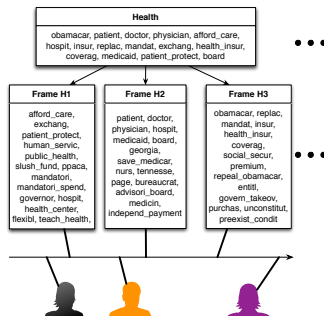 Health
obamacar, patient, doctor, physician, afford_care,
hospit, insur, replac, mandat, exchang, health_insur,
coverag, medicaid, patient_protect, board
Frame H1
afford_care,
exchang,
patient_protect,
human_servic,
public_health,
slush_fund, ppaca,
mandatori,
mandatori_spend,
governor, hospit,
health_center,
flexibl, teach_health,
Frame H2
patient, doctor,
physician, hospit,
medicaid, board,
georgia,
save_medicar,
nurs, tennesse,
page, bureaucrat,
advisori_board,
medicin,
independ_payment
Frame H3
obamacar, replac,
mandat, insur,
health_insur,
coverag,
social_secur,
premium,
repeal_obamacar,
entitl,
govern_takeov,
purchas, unconstitut,
preexist_condit